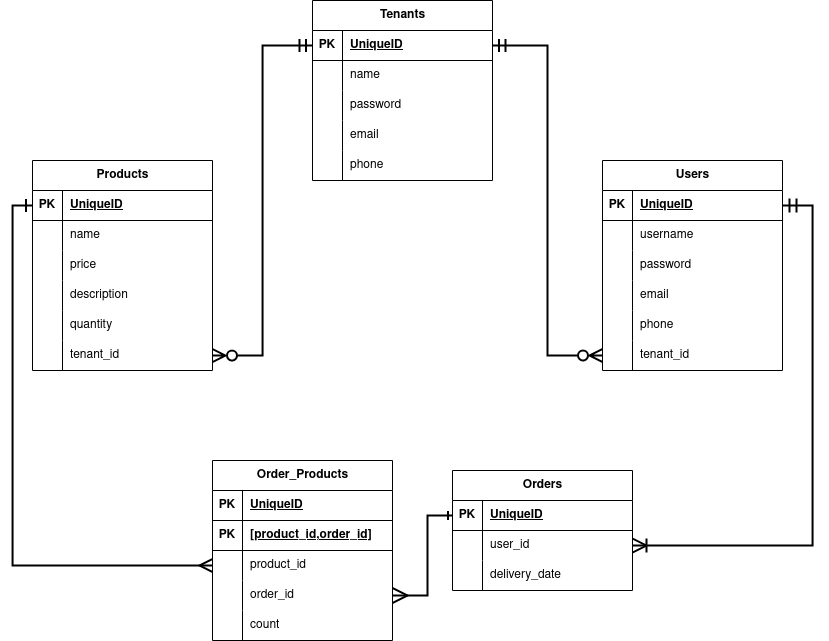 Tenants
PK UniqueID
name
password
email
phone
Products
PK UniqueID
name
price
description
quantity
tenant_id
Users
PK UniqueID
username
password
email
phone
tenant_id
Order_Products
PK UniqueID
PK [product_id,order_id]
product_id
order_id
count
Orders
PK UniqueID
user_id
delivery_date